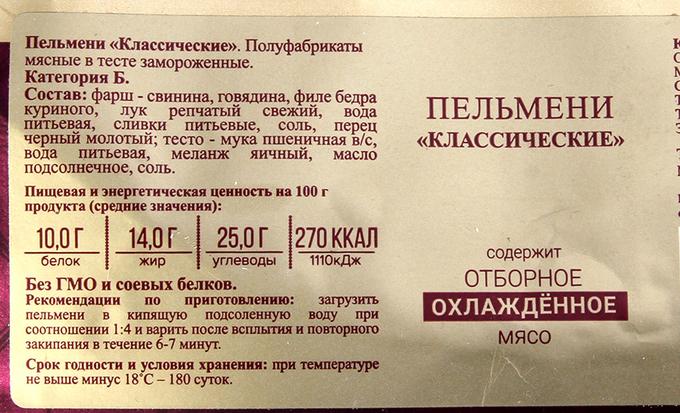 Пельмени «Классические». Полуфабрикаты
мясные в тесте замороженные.
Категория Б.
Состав: фарш - свинина, говядина, филе бедра
куриного, лук репчатый свежий, вода
питьевая, сливки питьевые, соль, перец
черный молотый; тесто - мука пшеничная в/с,
вода питьевая, меланж яичный, масло
подсолнечное, соль.
Пищевая и энергетическая ценность на 100 г
продукта (средние значения):
10,0 Г 14,0 Г 25,0 Г 270 ККАЛ
белок жир углеводы 1110кДж
Без ГМО и соевых белков.
Рекомендации по приготовлению: загрузить
пельмени в кипящую подсоленную воду при
соотношении 1:4 и варить после всплытия и повторного
закипания в течение 6-7 минут.
Срок годности и условия хранения: при температуре
не выше минус 18°С – 180 суток.
ПЕЛЬМЕНИ
«КЛАССИЧЕСКИЕ»
содержит
ОТБОРНОЕ
ОХЛАЖДЁННОЕ
МЯСО